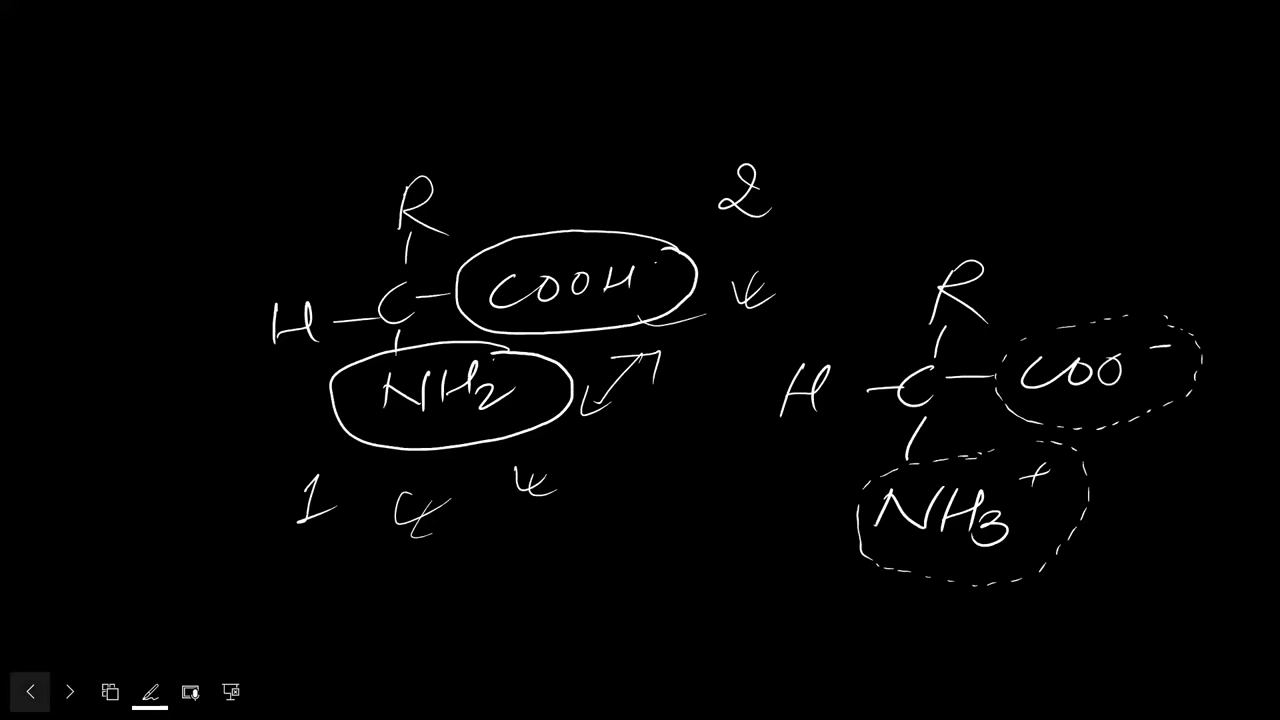 2
R
H-C-COOH
NH2
1
R
H-C-COO-
NH3+